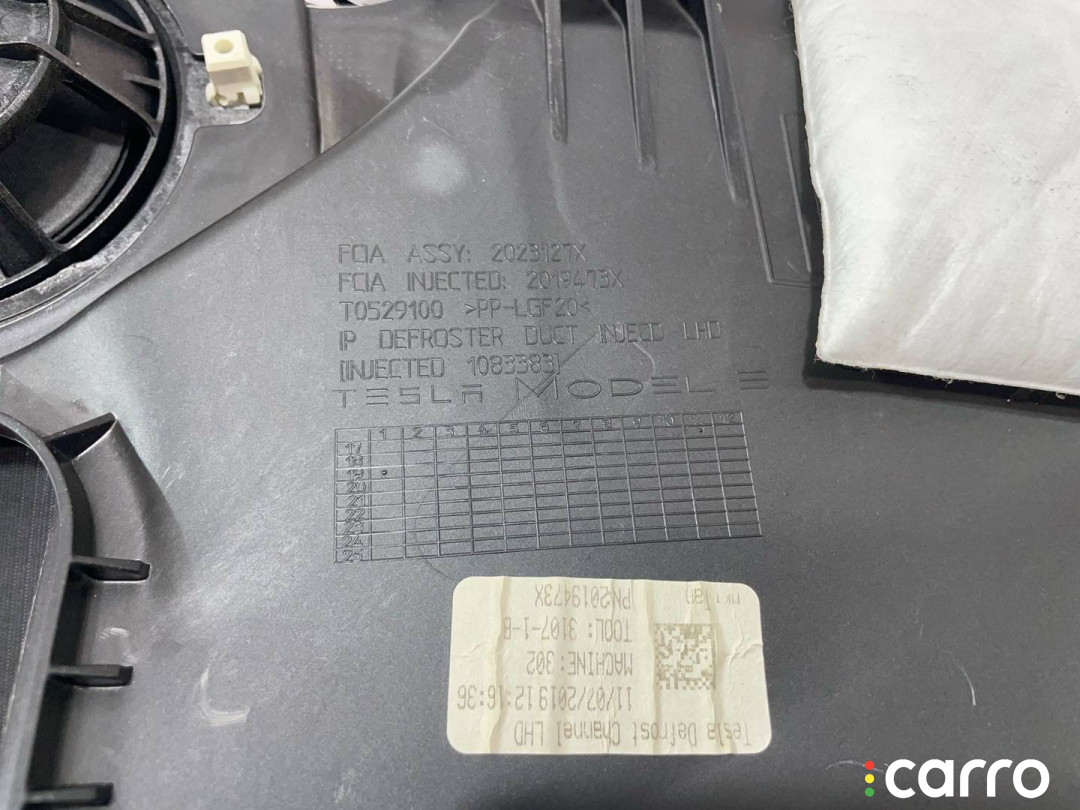 FCIA ASSY: 2023127X
FCIA INJECTED: 2019473X
T0529100 >PP-LGF20<
IP DEFROSTER DUCT INJECD LHD
(INJECTED 1083383)
TESLA MODEL 3
1 2 3 4 5 6 7 8 9 10 11 12
17
18
19
20
21
22
23
24
25
Tesla Defrost Channel LHD
11/07/2019 12:16:36
MACHINE: 302
TOOL: 3107-1-B
PN2019473X
carro